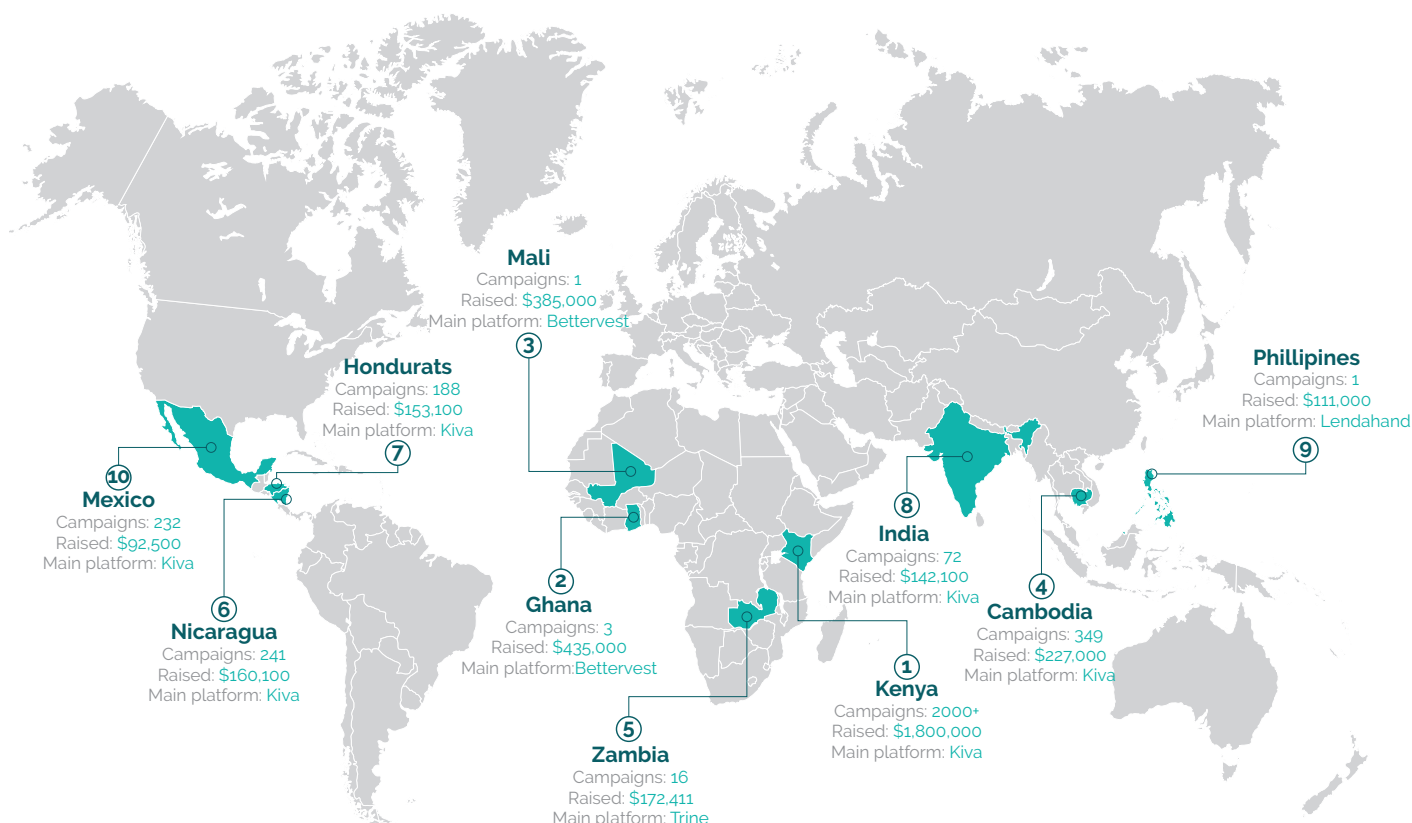 Mali
Campaigns: 1
Raised: $385,000
Main platform: Bettervest
3
Hondurats
Campaigns: 188
Raised: $153,100
Main platform: Kiva
7
Phillipines
Campaigns: 1
Raised: $111,000
Main platform: Lendahand
9
10
Mexico
Campaigns: 232
Raised: $92,500
Main platform: Kiva
8
India
Campaigns: 72
Raised: $142,100
Main platform: Kiva
2
Ghana
Campaigns: 3
Raised: $435,000
Main platform:Bettervest
4
Cambodia
Campaigns: 349
Raised: $227,000
Main platform: Kiva
6
Nicaragua
Campaigns: 241
Raised: $160,100
Main platform: Kiva
1
Kenya
Campaigns: 2000+
Raised: $1,800,000
Main platform: Kiva
5
Zambia
Campaigns: 16
Raised: $172,411
Main platform: Trine